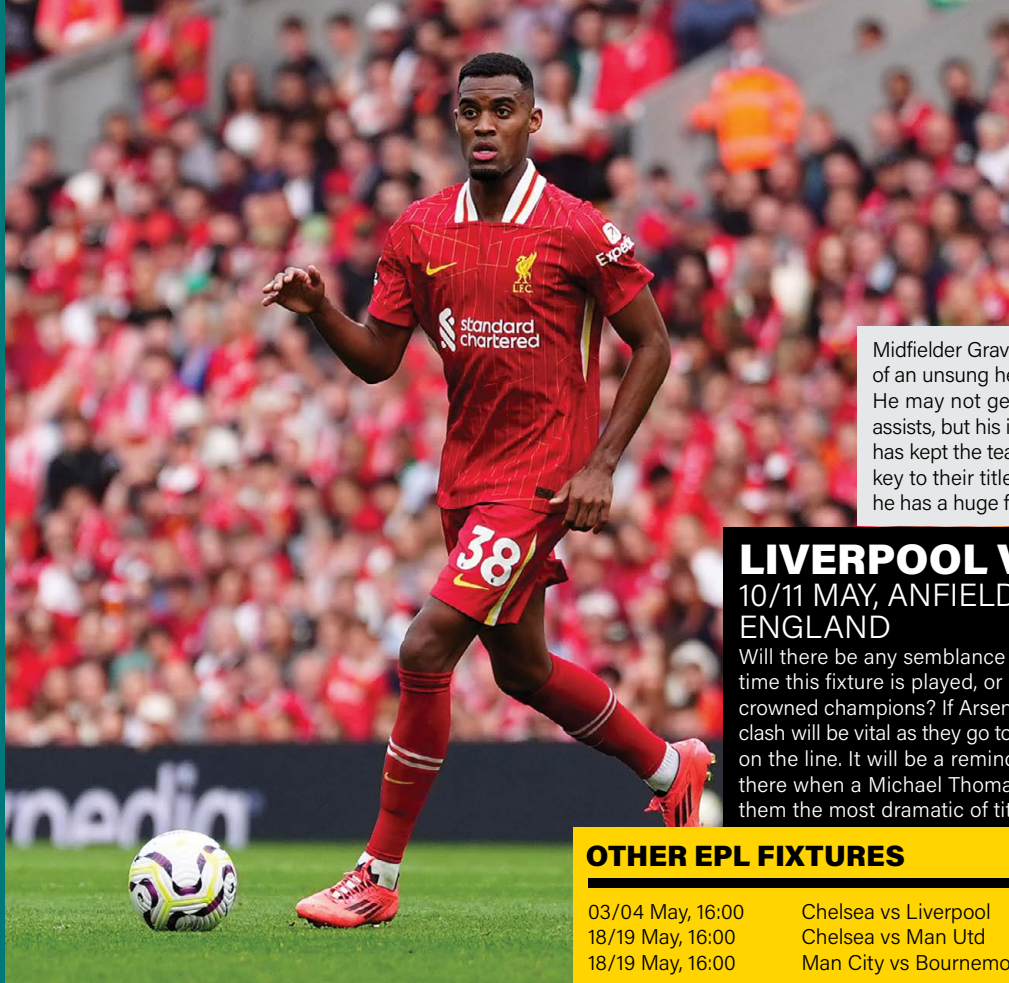 Exped
L.F.C.
standard
chartered
38
Midfielder Grav
of an unsung he
He may not ge
assists, but his i
has kept the tea
key to their title
he has a huge f
LIVERPOOL V
10/11 MAY, ANFIELD
ENGLAND
Will there be any semblance
time this fixture is played, or
crowned champions? If Arsen
clash will be vital as they go to
on the line. It will be a remind
there when a Michael Thoma
them the most dramatic of tit
OTHER EPL FIXTURES
03/04 May, 16:00 Chelsea vs Liverpool
18/19 May, 16:00 Chelsea vs Man Utd
18/19 May, 16:00 Man City vs Bournemo